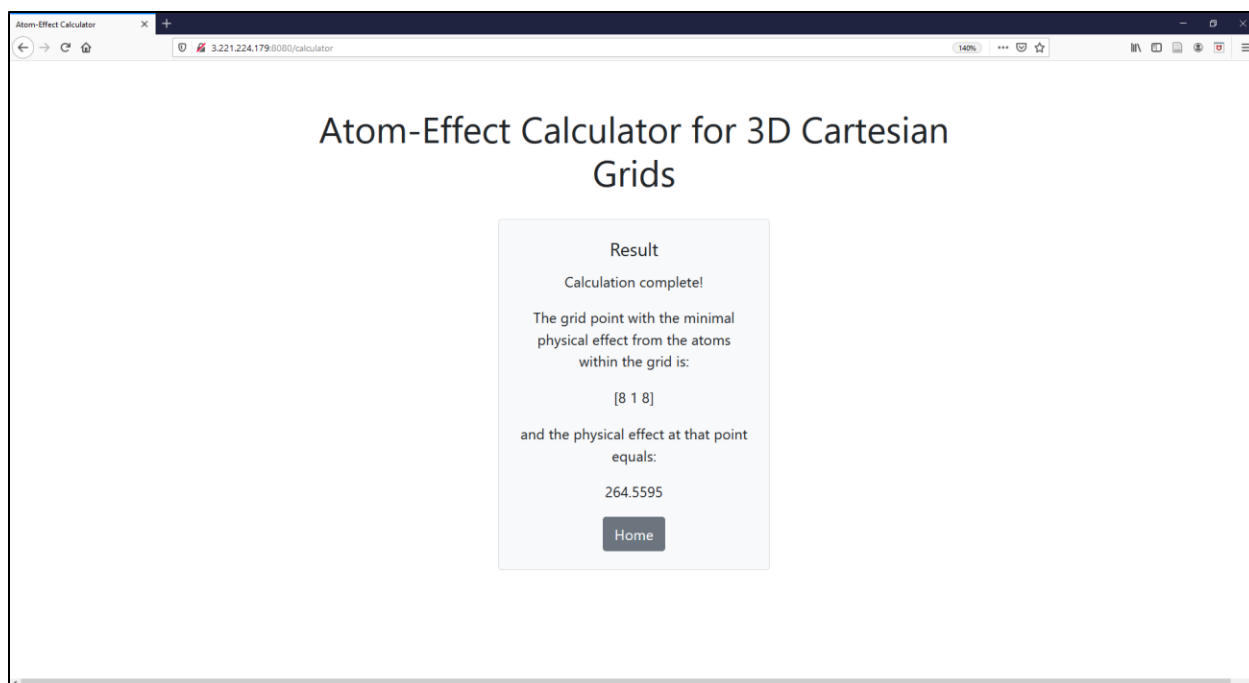 Atom-Effect Calculator
3.221.224.179:8080/calculator
140%
Atom-Effect Calculator for 3D Cartesian
Grids
Result
Calculation complete!
The grid point with the minimal
physical effect from the atoms
within the grid is:
[8 1 8]
and the physical effect at that point
equals:
264.5595
Home